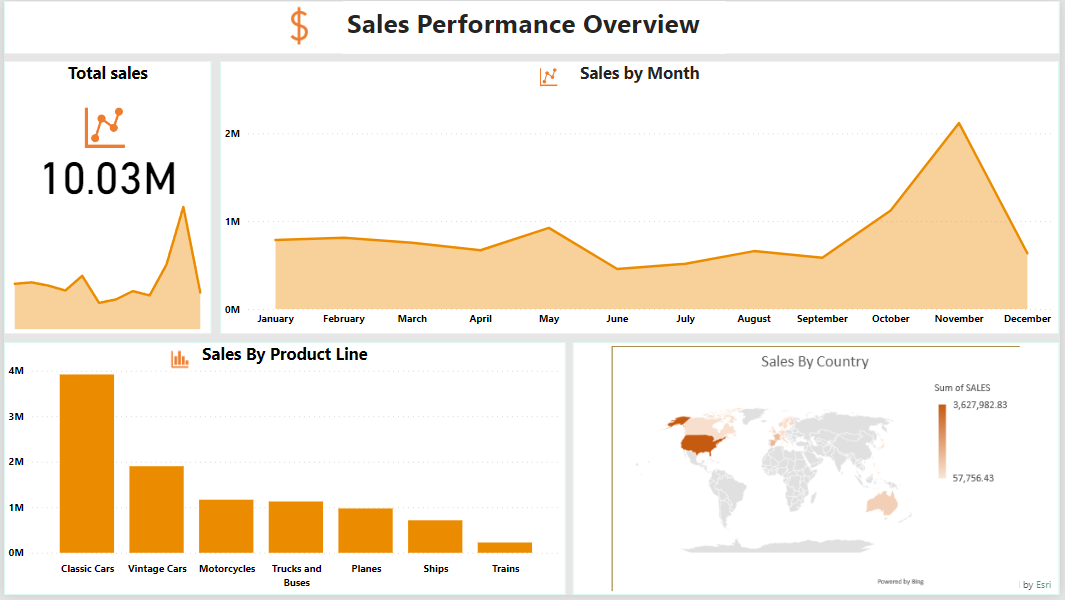 $ Sales Performance Overview
Total sales
10.03M
Sales by Month
2M
1M
0M
January February March April May June July August September October November December
Sales By Product Line
4M
3M
2M
1M
0M
Classic Cars Vintage Cars Motorcycles Trucks and Buses Planes Ships Trains
Sales By Country
Sum of SALES
3,627,982.83
57,756.43
Powered by Bing
by Esri